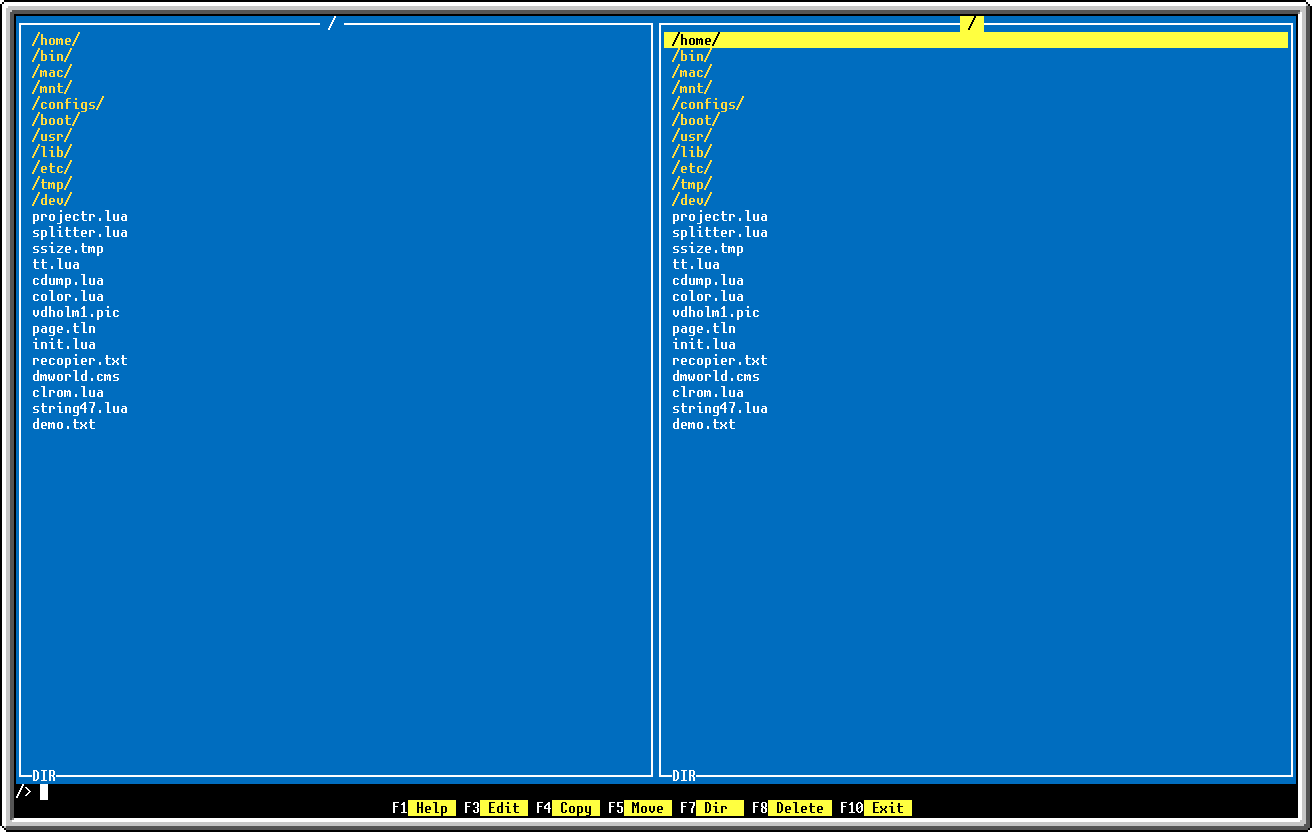 /
/home/
/bin/
/mac/
/mnt/
/configs/
/boot/
/usr/
/lib/
/etc/
/tmp/
/dev/
projectr.lua
splitter.lua
ssize.tmp
tt.lua
cdump.lua
color.lua
vdholm1.pic
page.tln
init.lua
recopier.txt
dmworld.cms
clrom.lua
string47.lua
demo.txt
DIR
/
/home/
/bin/
/mac/
/mnt/
/configs/
/boot/
/usr/
/lib/
/etc/
/tmp/
/dev/
projectr.lua
splitter.lua
ssize.tmp
tt.lua
cdump.lua
color.lua
vdholm1.pic
page.tln
init.lua
recopier.txt
dmworld.cms
clrom.lua
string47.lua
demo.txt
DIR
/>
F1 Help F3 Edit F4 Copy F5 Move F7 Dir F8 Delete F10 Exit